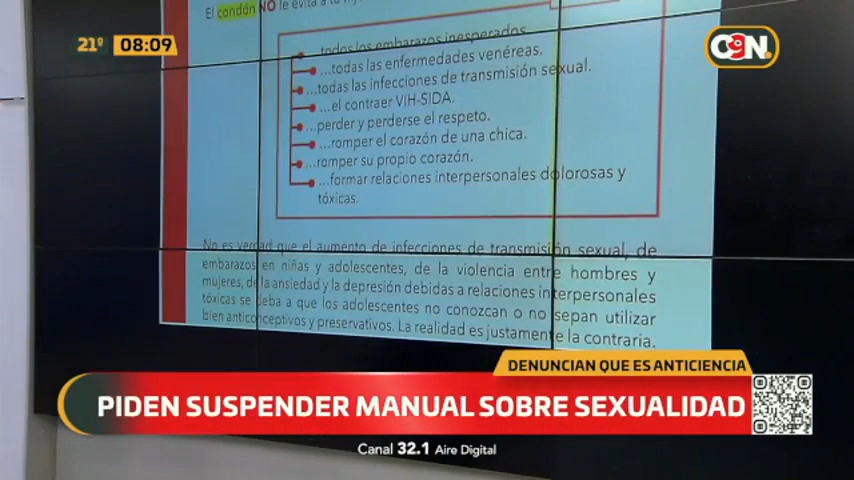 21° 08:09
C9N.
El condón NO le evita a tu
...todos los embarazos inesperados.
...todas las enfermedades venéreas.
...todas las infecciones de transmisión sexual.
...el contraer VIH-SIDA.
...perder y perderse el respeto.
...romper el corazón de una chica.
...romper su propio corazón.
...formar relaciones interpersonales dolorosas y
tóxicas.
No es verdad que el aumento de infecciones de transmisión sexual, de
embarazos en niñas y adolescentes, de la violencia entre hombres y
mujeres, de la ansiedad y la depresión debidas a relaciones interpersonales
tóxicas se deba a que los adolescentes no conozcan o no sepan utilizar
bien anticonceptivos y preservativos. La realidad es justamente la contraria.
DENUNCIAN QUE ES ANTICIENCIA
PIDEN SUSPENDER MANUAL SOBRE SEXUALIDAD
Canal 32.1 Aire Digital